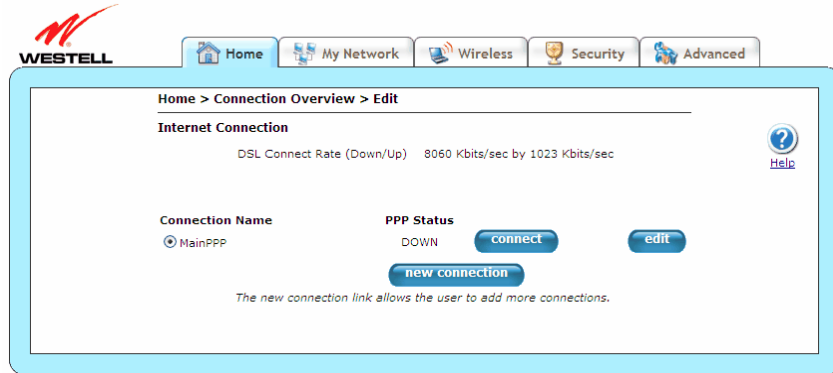 WESTELL
Home My Network Wireless Security Advanced
Home > Connection Overview > Edit
Internet Connection
DSL Connect Rate (Down/Up) 8060 Kbits/sec by 1023 Kbits/sec
Help
Connection Name PPP Status
MainPPP DOWN connect edit
new connection
The new connection link allows the user to add more connections.